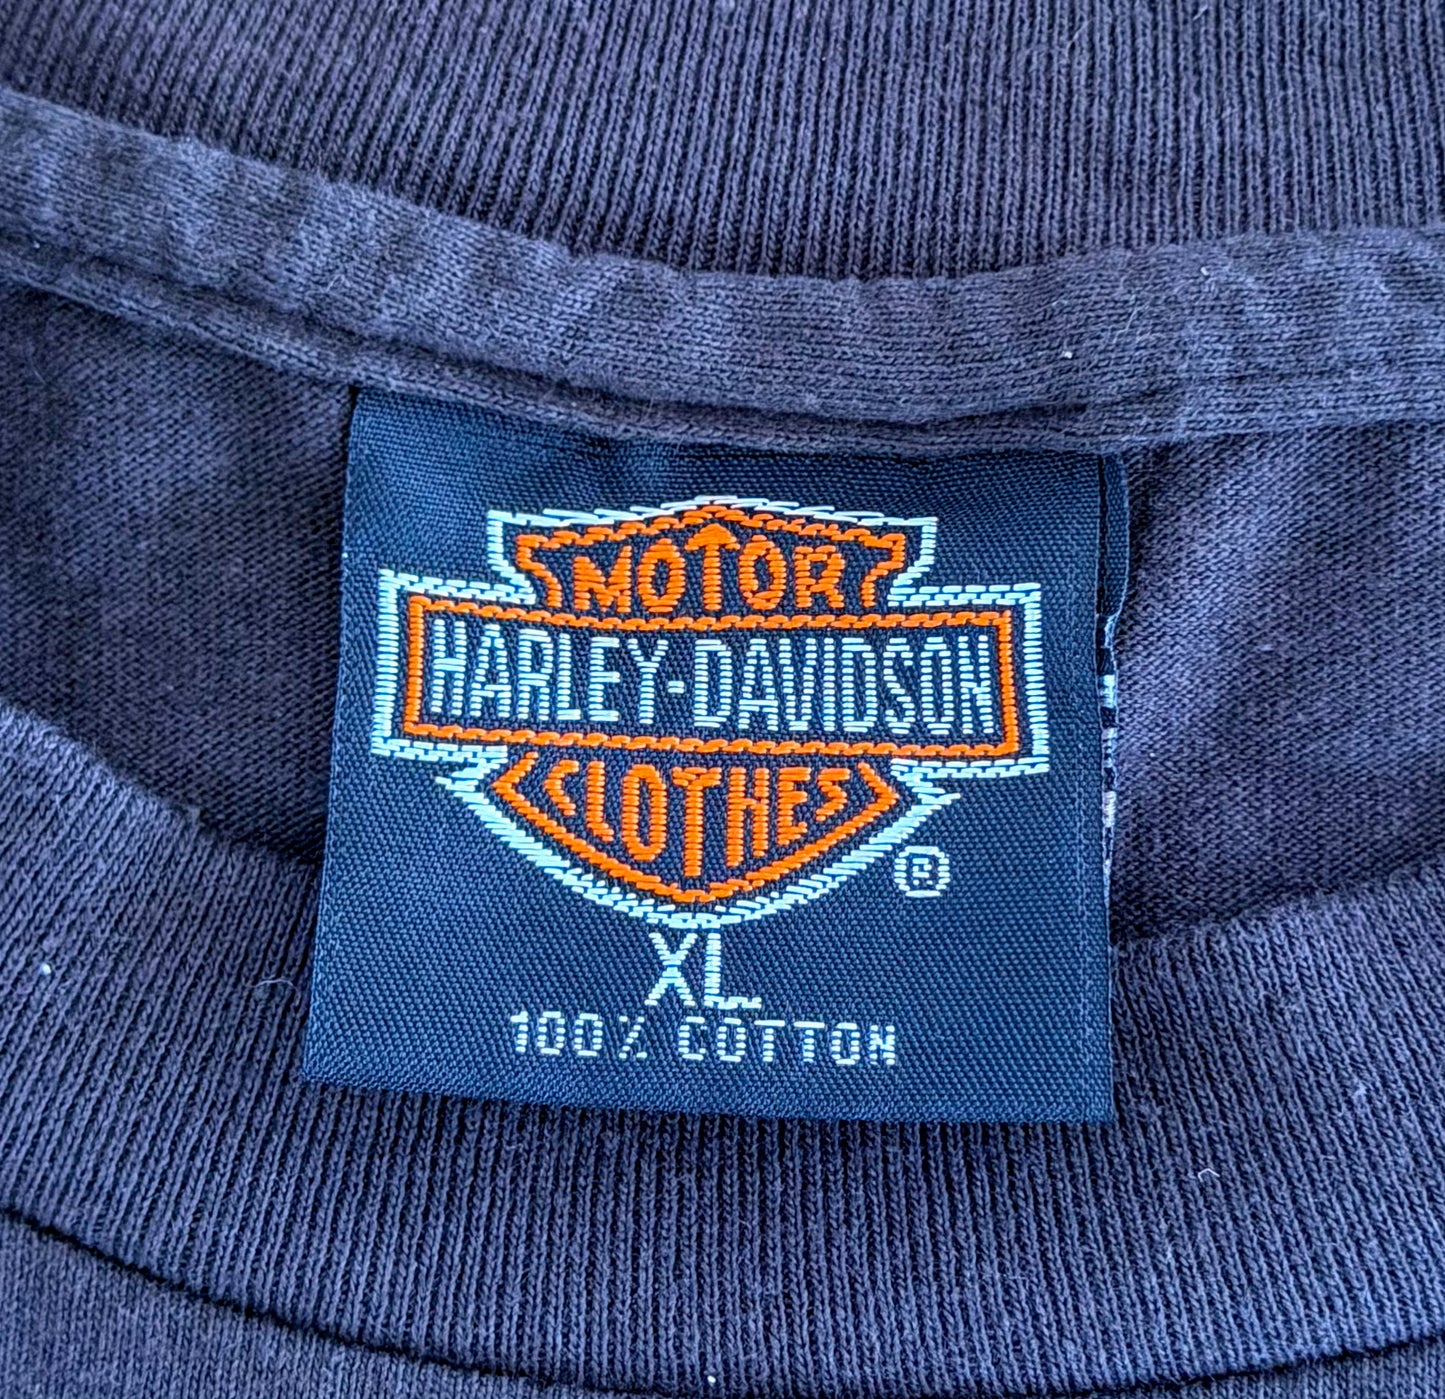 MOTOR
HARLEY-DAVIDSON
CLOTHES
®
XL
100% COTTON